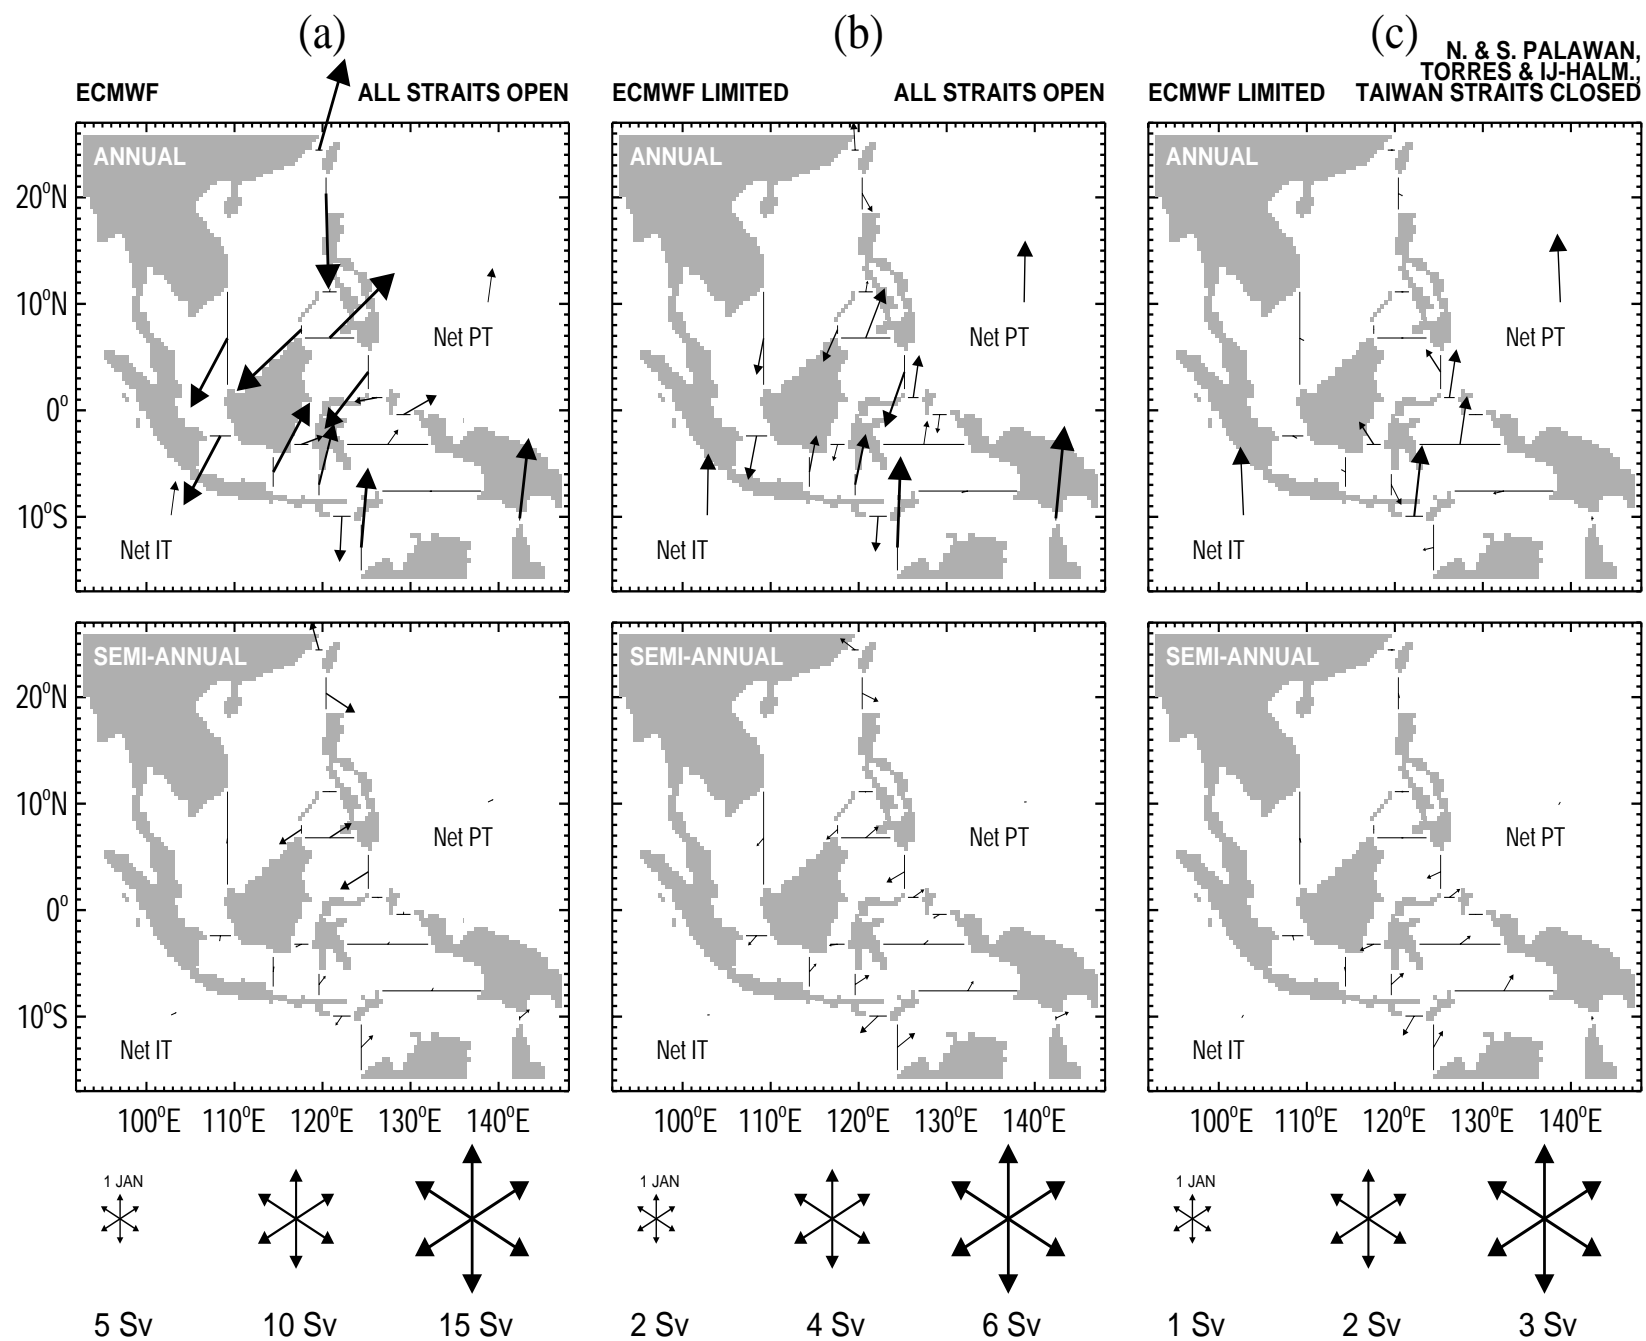 (a) (b) (c)
N. & S. PALAWAN,
TORRES & IJ-HALM.,
ECMWF ALL STRAITS OPEN ECMWF LIMITED ALL STRAITS OPEN ECMWF LIMITED TAIWAN STRAITS CLOSED
ANNUAL ANNUAL ANNUAL
20°N
10°N
Net PT Net PT Net PT
0°
10°S
Net IT Net IT Net IT
SEMI-ANNUAL SEMI-ANNUAL SEMI-ANNUAL
20°N
10°N
Net PT Net PT Net PT
0°
10°S
Net IT Net IT Net IT
100°E 110°E 120°E 130°E 140°E 100°E 110°E 120°E 130°E 140°E 100°E 110°E 120°E 130°E 140°E
1 JAN 1 JAN 1 JAN
5 Sv 10 Sv 15 Sv 2 Sv 4 Sv 6 Sv 1 Sv 2 Sv 3 Sv